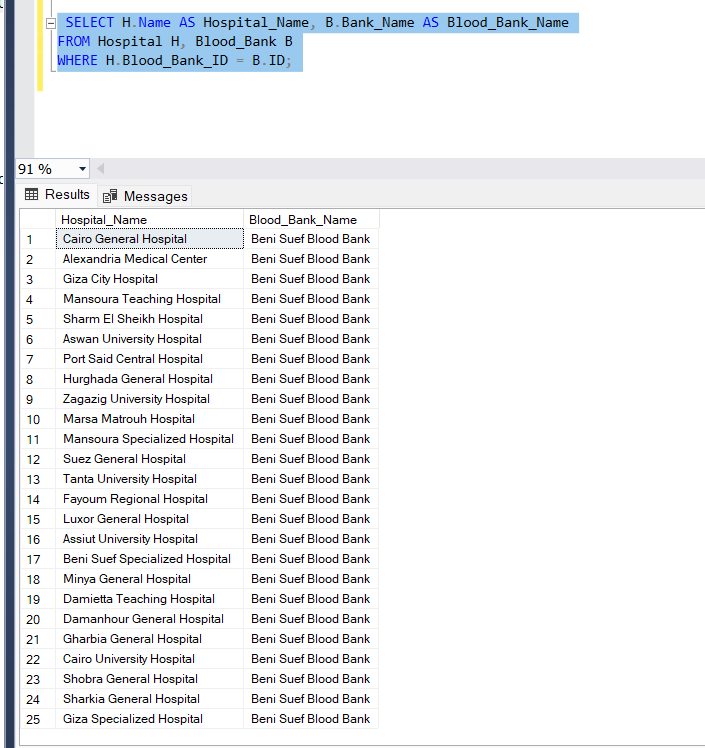 SELECT H.Name AS Hospital_Name, B.Bank_Name AS Blood_Bank_Name
FROM Hospital H, Blood_Bank B
WHERE H.Blood_Bank_ID = B.ID;
91 %
Results Messages
Hospital_Name Blood_Bank_Name
1 Cairo General Hospital Beni Suef Blood Bank
2 Alexandria Medical Center Beni Suef Blood Bank
3 Giza City Hospital Beni Suef Blood Bank
4 Mansoura Teaching Hospital Beni Suef Blood Bank
5 Sharm El Sheikh Hospital Beni Suef Blood Bank
6 Aswan University Hospital Beni Suef Blood Bank
7 Port Said Central Hospital Beni Suef Blood Bank
8 Hurghada General Hospital Beni Suef Blood Bank
9 Zagazig University Hospital Beni Suef Blood Bank
10 Marsa Matrouh Hospital Beni Suef Blood Bank
11 Mansoura Specialized Hospital Beni Suef Blood Bank
12 Suez General Hospital Beni Suef Blood Bank
13 Tanta University Hospital Beni Suef Blood Bank
14 Fayoum Regional Hospital Beni Suef Blood Bank
15 Luxor General Hospital Beni Suef Blood Bank
16 Assiut University Hospital Beni Suef Blood Bank
17 Beni Suef Specialized Hospital Beni Suef Blood Bank
18 Minya General Hospital Beni Suef Blood Bank
19 Damietta Teaching Hospital Beni Suef Blood Bank
20 Damanhour General Hospital Beni Suef Blood Bank
21 Gharbia General Hospital Beni Suef Blood Bank
22 Cairo University Hospital Beni Suef Blood Bank
23 Shobra General Hospital Beni Suef Blood Bank
24 Sharkia General Hospital Beni Suef Blood Bank
25 Giza Specialized Hospital Beni Suef Blood Bank